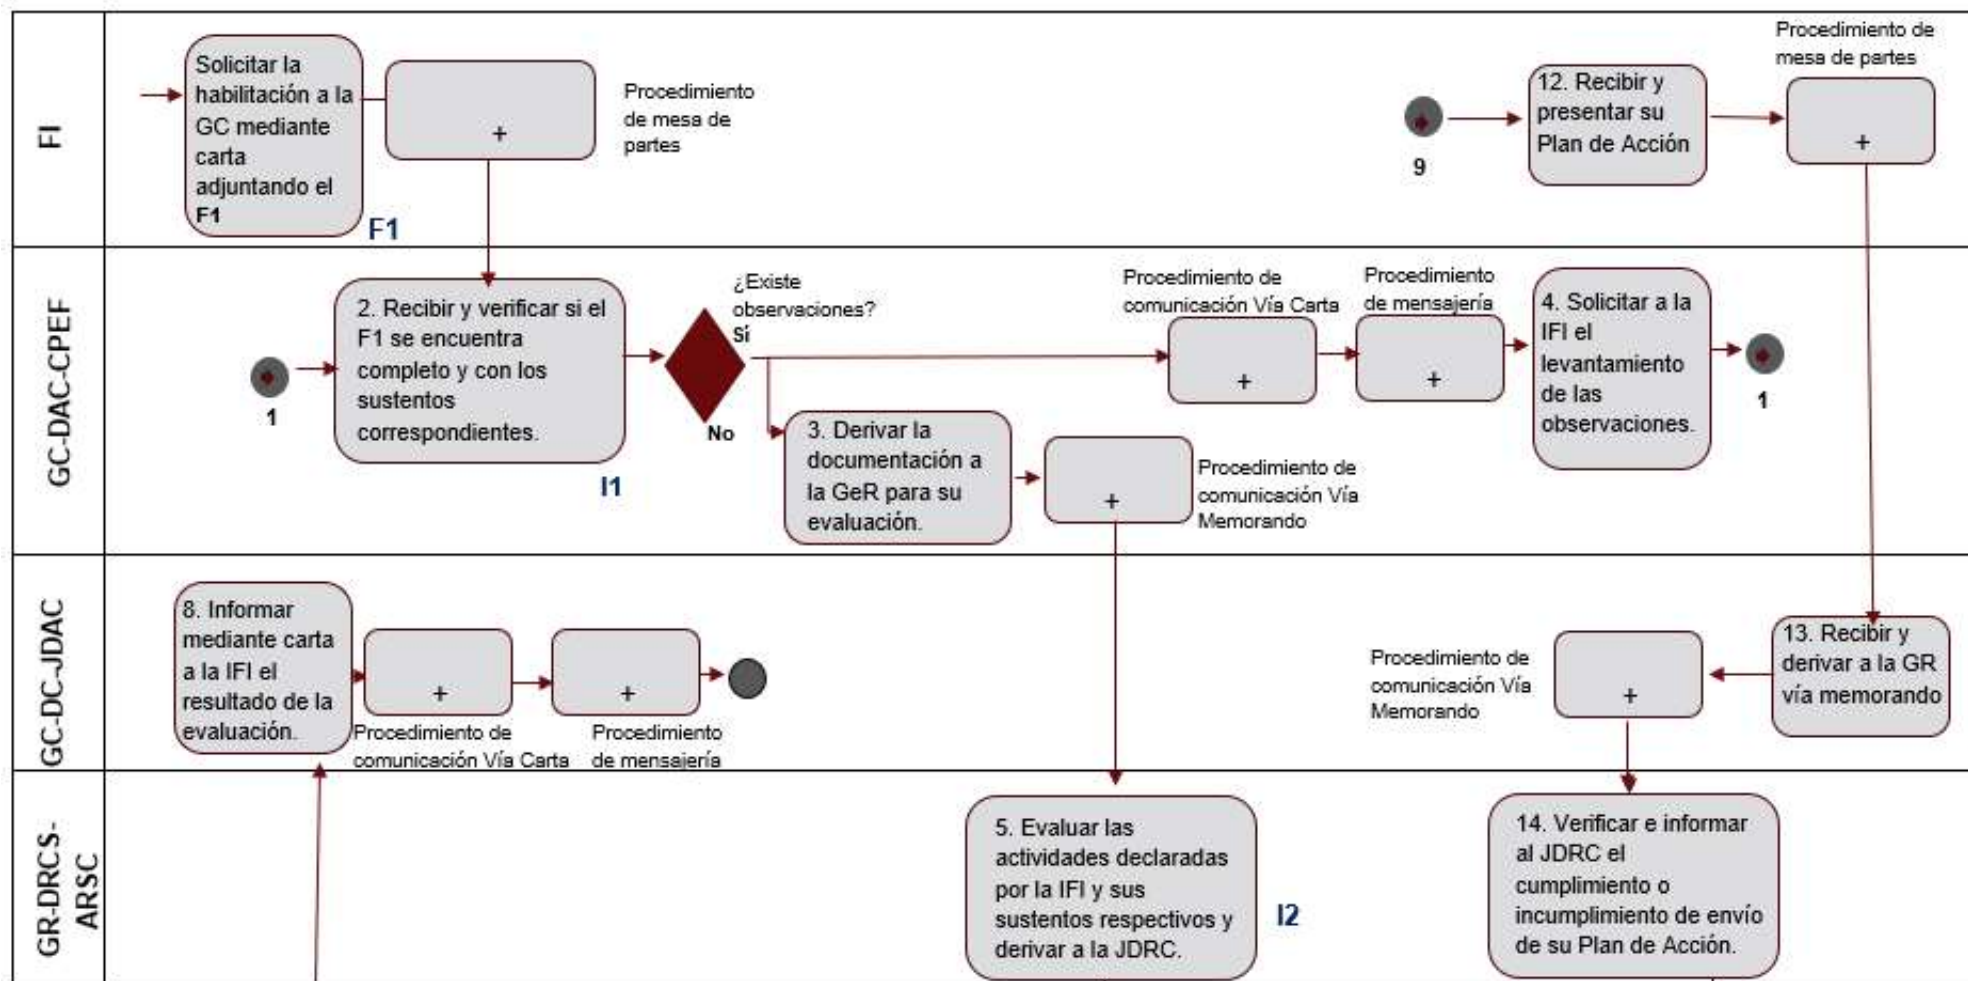 FI
Solicitar la
habilitación a la
GC mediante
carta
adjuntando el
F1
F1
+
Procedimiento
de mesa de
partes
9
12. Recibir y
presentar su
Plan de Acción
Procedimiento de
mesa de partes
+
GC-DAC-CPEF
1
2. Recibir y verificar si el
F1 se encuentra
completo y con los
sustentos
correspondientes.
I1
¿Existe
observaciones?
Sí
No
3. Derivar la
documentación a
la GeR para su
evaluación.
+
Procedimiento de
comunicación Vía
Memorando
Procedimiento de
comunicación Vía Carta
+
Procedimiento
de mensajería
+
4. Solicitar a la
IFI el
levantamiento
de las
observaciones.
1
GC-DC-JDAC
8. Informar
mediante carta
a la IFI el
resultado de la
evaluación.
+
Procedimiento de
comunicación Vía Carta
+
Procedimiento
de mensajería
Procedimiento de
comunicación Vía
Memorando
+
13. Recibir y
derivar a la GR
vía memorando
GR-DRCS-
ARSC
5. Evaluar las
actividades declaradas
por la IFI y sus
sustentos respectivos y
derivar a la JDRC.
I2
14. Verificar e informar
al JDRC el
cumplimiento o
incumplimiento de envío
de su Plan de Acción.